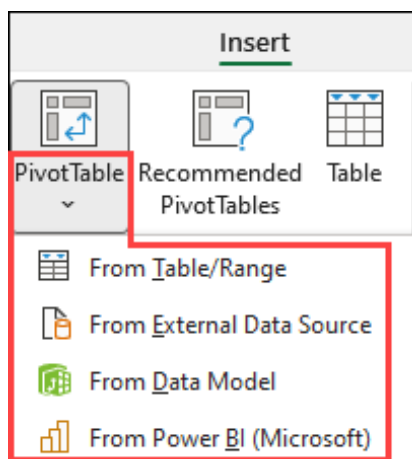 Insert
PivotTable
Recommended
PivotTables
Table
From Table/Range
From External Data Source
From Data Model
From Power BI (Microsoft)